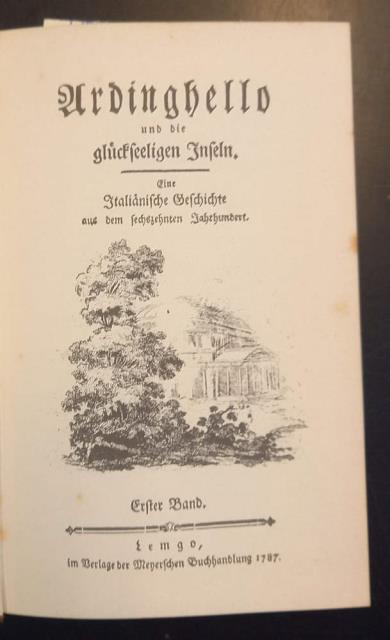 Ardinghello
und die
glückseeligen Inseln.
Eine
Italiänische Geschichte
aus dem sechszehnten Jahrhundert.
Erster Band.
Lemgo,
im Verlage der Meyerschen Buchhandlung 1787.